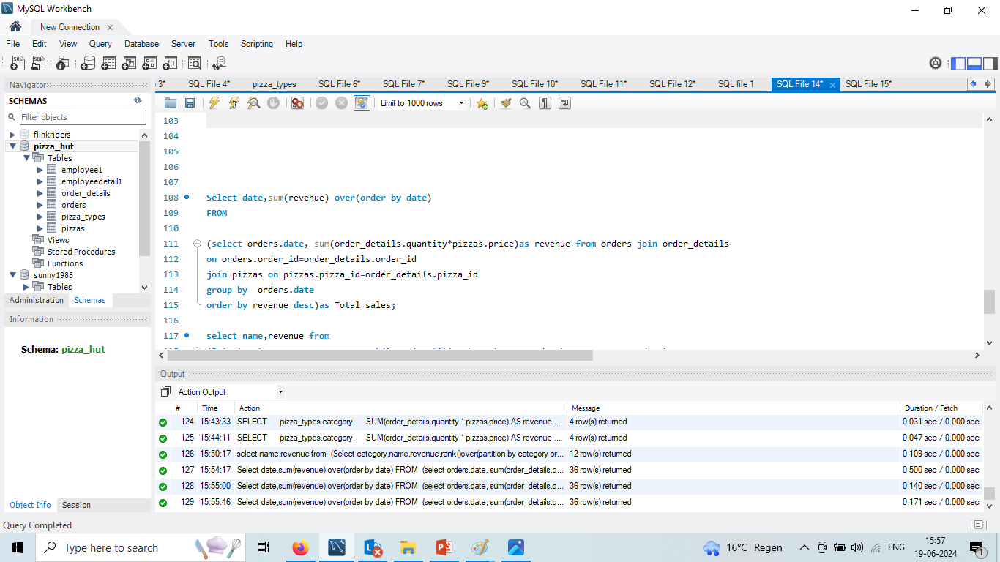 MySQL Workbench
New Connection
File Edit View Query Database Server Tools Scripting Help
Navigator
3* SQL File 4* pizza_types SQL File 6* SQL File 7* SQL File 9* SQL File 10* SQL File 11* SQL File 12* SQL file 1 SQL File 14* SQL File 15*
SCHEMAS
Limit to 1000 rows
Filter objects
flinkriders
pizza_hut
Tables
employee1
employeedetail1
order_details
orders
pizza_types
pizzas
Views
Stored Procedures
Functions
sunny1986
Tables
Administration Schemas
Information
Schema: pizza_hut
Object Info Session
103
104
105
106
107
108 Select date,sum(revenue) over(order by date)
109 FROM
110
111 (select orders.date, sum(order_details.quantity*pizzas.price)as revenue from orders join order_details
112 on orders.order_id=order_details.order_id
113 join pizzas on pizzas.pizza_id=order_details.pizza_id
114 group by  orders.date
115 order by revenue desc)as Total_sales;
116
117 select name,revenue from
Output
Action Output
# Time Action Message Duration / Fetch
124 15:43:33 SELECT pizza_types.category, SUM(order_details.quantity * pizzas.price) AS revenue ... 4 row(s) returned 0.031 sec / 0.000 sec
125 15:44:11 SELECT pizza_types.category, SUM(order_details.quantity * pizzas.price) AS revenue ... 4 row(s) returned 0.047 sec / 0.000 sec
126 15:50:17 select name,revenue from (Select category,name,revenue,rank()over(partition by category or... 12 row(s) returned 0.109 sec / 0.000 sec
127 15:54:17 Select date,sum(revenue) over(order by date) FROM (select orders.date, sum(order_details.q... 36 row(s) returned 0.500 sec / 0.000 sec
128 15:55:00 Select date,sum(revenue) over(order by date) FROM (select orders.date, sum(order_details.q... 36 row(s) returned 0.140 sec / 0.000 sec
129 15:55:46 Select date,sum(revenue) over(order by date) FROM (select orders.date, sum(order_details.q... 36 row(s) returned 0.171 sec / 0.000 sec
Query Completed
Type here to search
16°C Regen
ENG
15:57
19-06-2024
1